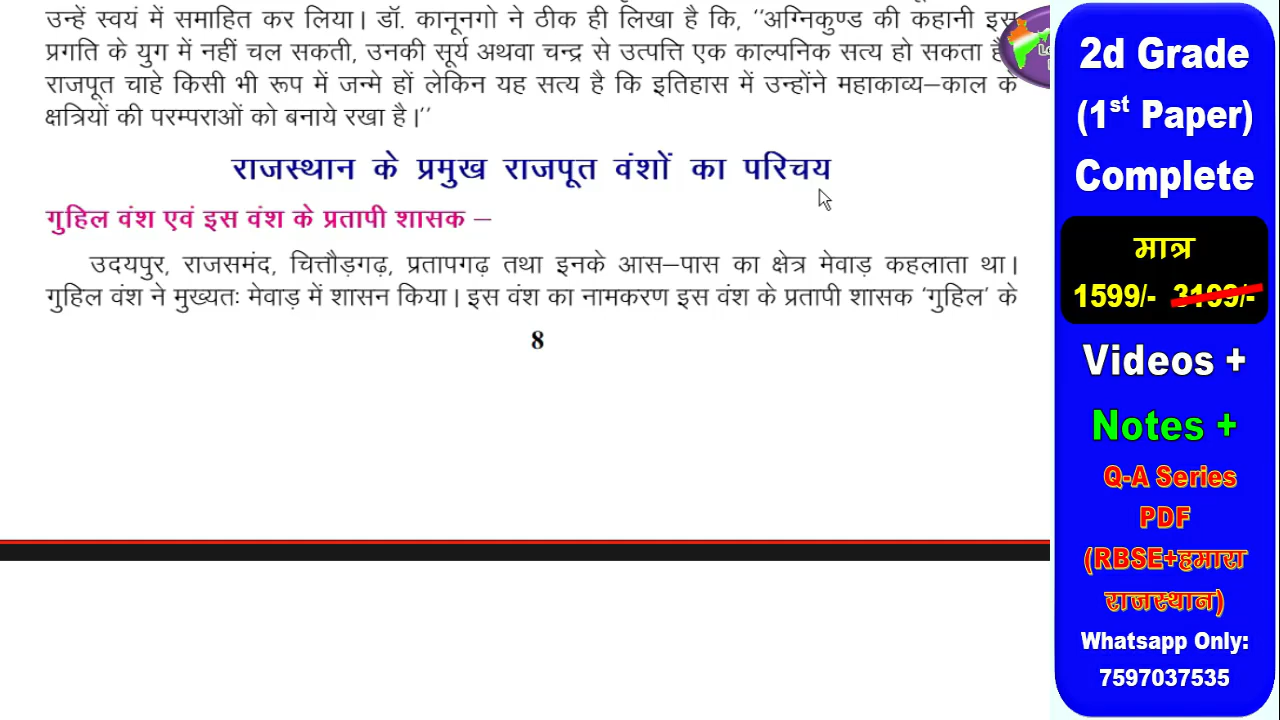 उन्हें स्वयं में समाहित कर लिया। डॉ. कानूनगो ने ठीक ही लिखा है कि, ''अग्निकुण्ड की कहानी इस
प्रगति के युग में नहीं चल सकती, उनकी सूर्य अथवा चन्द्र से उत्पत्ति एक काल्पनिक सत्य हो सकता है
राजपूत चाहे किसी भी रूप में जन्मे हों लेकिन यह सत्य है कि इतिहास में उन्होंने महाकाव्य–काल के
क्षत्रियों की परम्पराओं को बनाये रखा है।''
राजस्थान के प्रमुख राजपूत वंशों का परिचय
गुहिल वंश एवं इस वंश के प्रतापी शासक –
उदयपुर, राजसमंद, चित्तौड़गढ़, प्रतापगढ़ तथा इनके आस–पास का क्षेत्र मेवाड़ कहलाता था।
गुहिल वंश ने मुख्यतः मेवाड़ में शासन किया। इस वंश का नामकरण इस वंश के प्रतापी शासक 'गुहिल' के
8
2d Grade
(1st Paper)
Complete
मात्र
1599/- 3199/-
Videos +
Notes +
Q-A Series
PDF
(RBSE+हमारा
राजस्थान)
Whatsapp Only:
7597037535